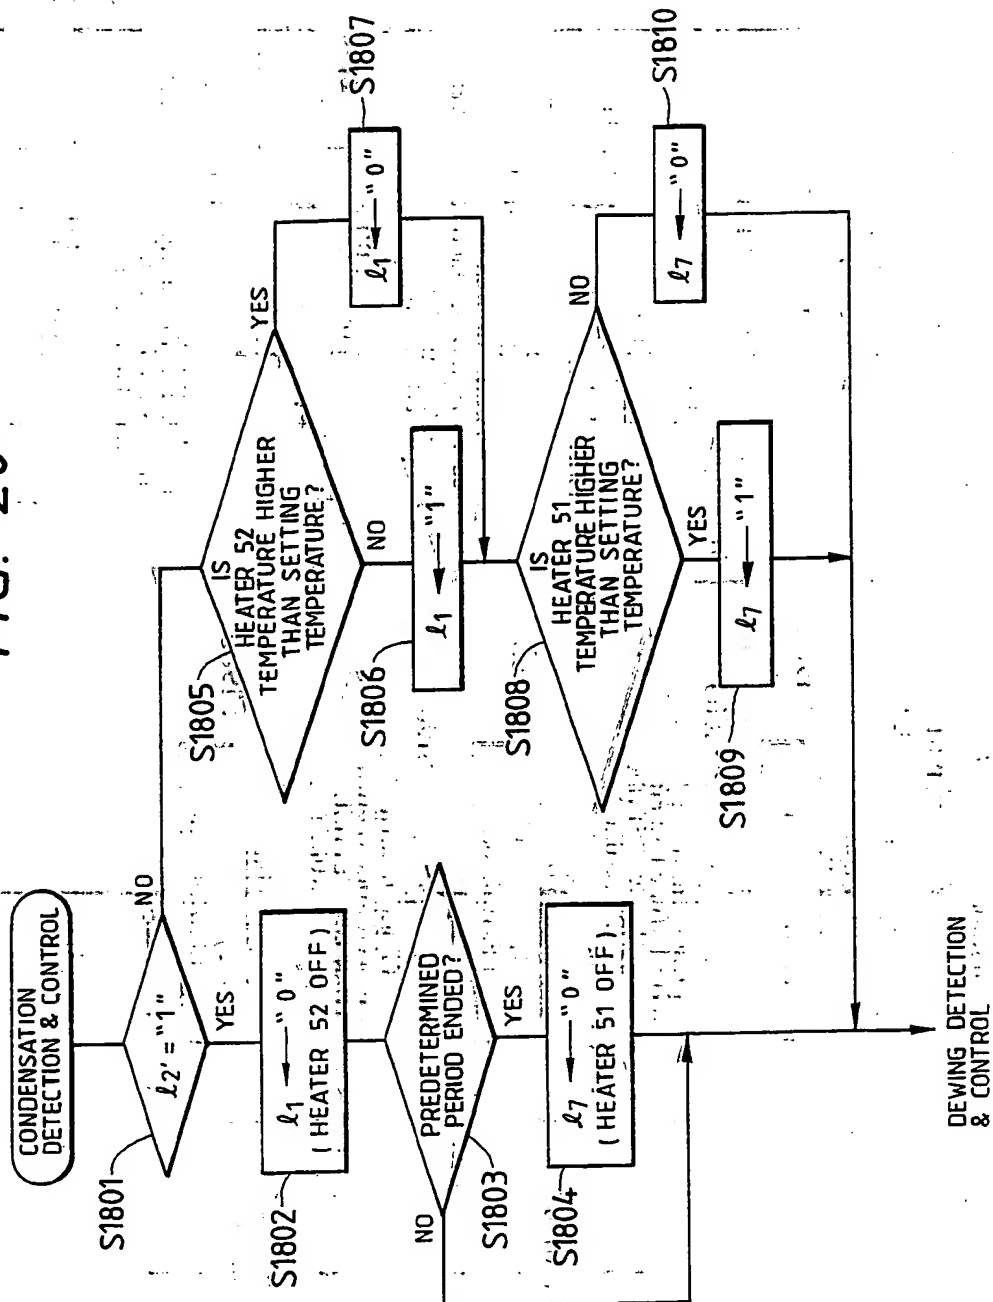 CONDENSATION
DETECTION & CONTROL
S1801
ℓ2' = "1"
NO
YES
S1802
ℓ1 ← "0"
( HEATER 52 OFF )
S1803
PREDETERMINED
PERIOD ENDED?
NO
YES
S1804
ℓ7 ← "0"
( HEATER 51 OFF )
S1805
IS
HEATER 52
TEMPERATURE HIGHER
THAN SETTING
TEMPERATURE?
YES
NO
S1806
ℓ1 ← "1"
S1807
ℓ1 ← "0"
S1808
IS
HEATER 51
TEMPERATURE HIGHER
THAN SETTING
TEMPERATURE?
NO
YES
S1809
ℓ7 ← "1"
S1810
ℓ7 ← "0"
DEWING DETECTION
& CONTROL